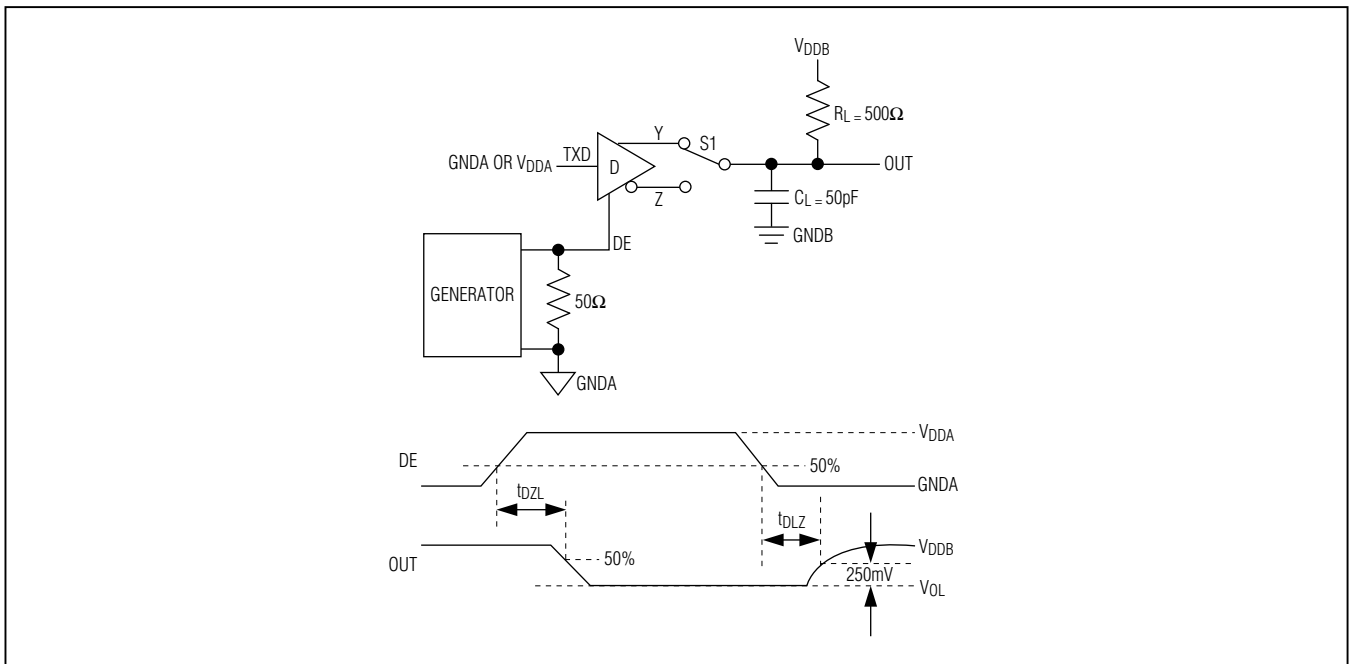 VDDB
RL = 500Ω
Y
S1
GNDA OR VDDA
TXD
D
OUT
Z
CL = 50pF
GNDB
DE
GENERATOR
50Ω
GNDA
VDDA
DE
50%
GNDA
tDZL
tDLZ
VDDB
OUT
50%
250mV
VOL